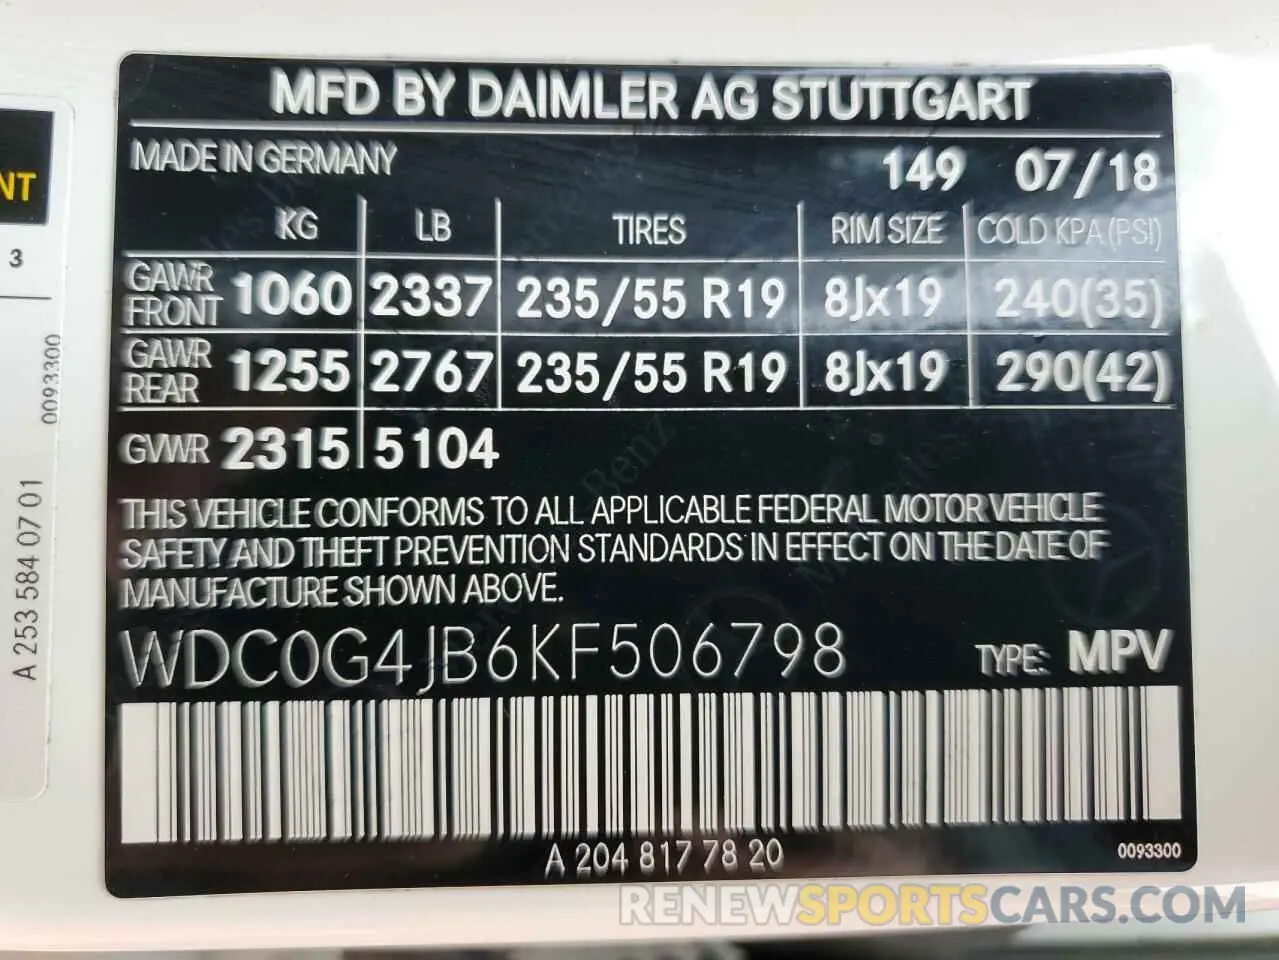 MFD BY DAIMLER AG STUTTGART
MADE IN GERMANY 149 07/18
KG LB TIRES RIM SIZE COLD KPA (PSI)
GAWR FRONT 1060 2337 235/55 R19 8Jx19 240(35)
GAWR REAR 1255 2767 235/55 R19 8Jx19 290(42)
GVWR 2315 5104
THIS VEHICLE CONFORMS TO ALL APPLICABLE FEDERAL MOTOR VEHICLE
SAFETY AND THEFT PREVENTION STANDARDS IN EFFECT ON THE DATE OF
MANUFACTURE SHOWN ABOVE.
WDC0G4JB6KF506798 TYPE: MPV
A 204 817 78 20 0093300
NT
3
0093300
A 253 584 07 01
RENEWSPORTSCARS.COM